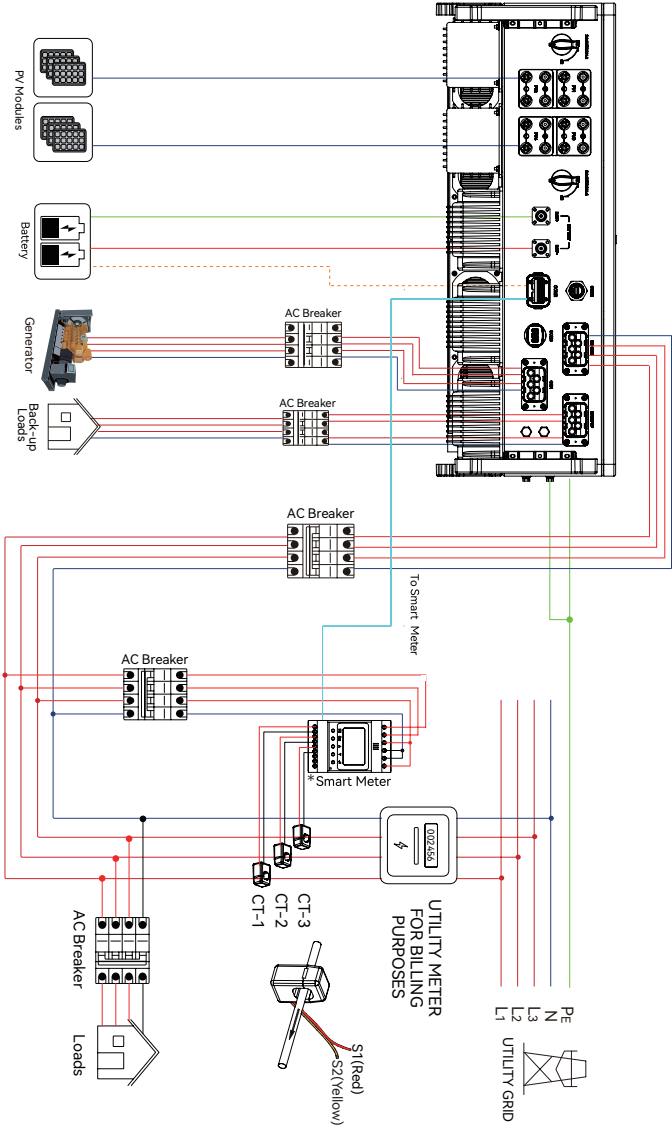 PV Modules
Battery
Generator
Back-up
Loads
AC Breaker
AC Breaker
AC Breaker
To Smart Meter
AC Breaker
*Smart Meter
002456
UTILITY METER
FOR BILLING
PURPOSES
CT-1
CT-2
CT-3
S1(Red)
S2(Yellow)
AC Breaker
Loads
PE
N
L3
L2
L1
UTILITY GRID